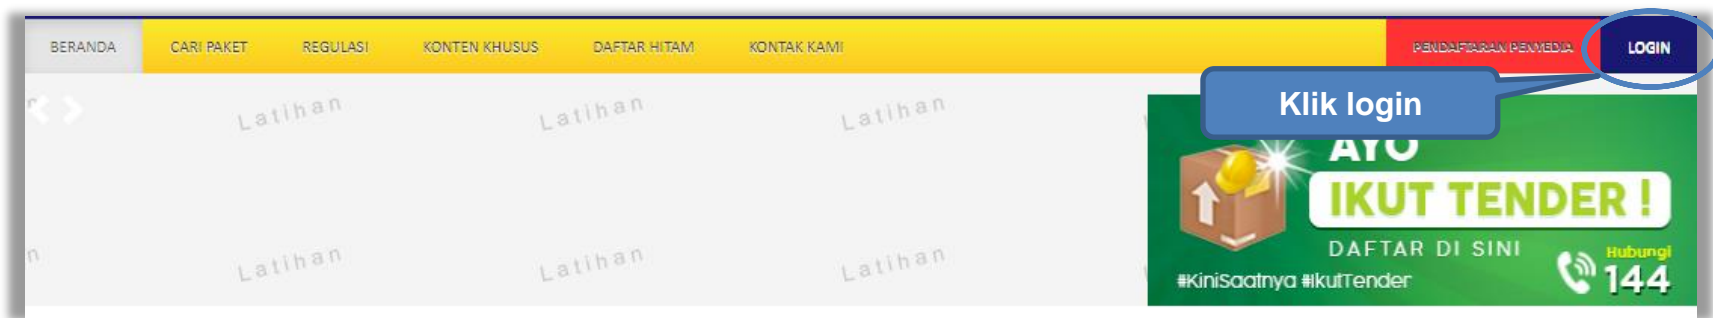 BERANDA CARI PAKET REGULASI KONTEN KHUSUS DAFTAR HITAM KONTAK KAMI PENDAFTARAN PENYEDIA LOGIN
Klik login
Latihan Latihan Latihan
AYO
IKUT TENDER !
DAFTAR DI SINI
Latihan Latihan Latihan
Hubungi
#KiniSaatnya #IkutTender 144